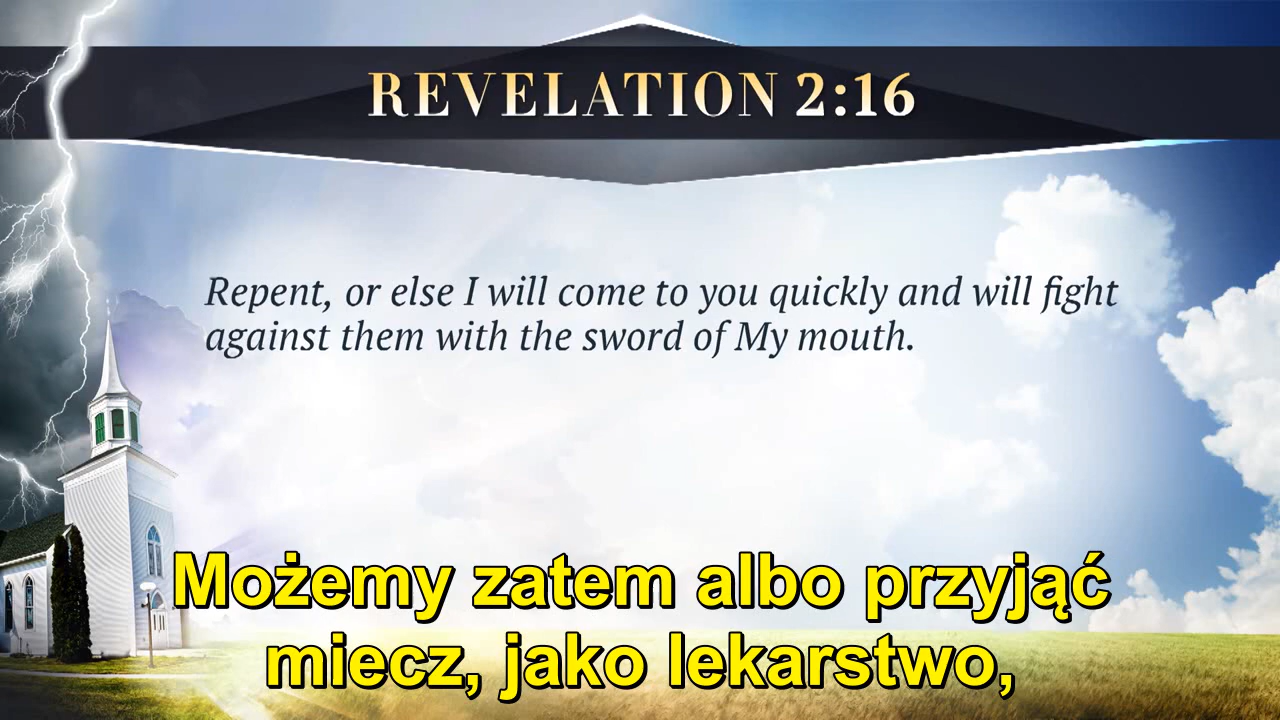 REVELATION 2:16
Repent, or else I will come to you quickly and will fight
against them with the sword of My mouth.
Możemy zatem albo przyjąć
miecz, jako lekarstwo,